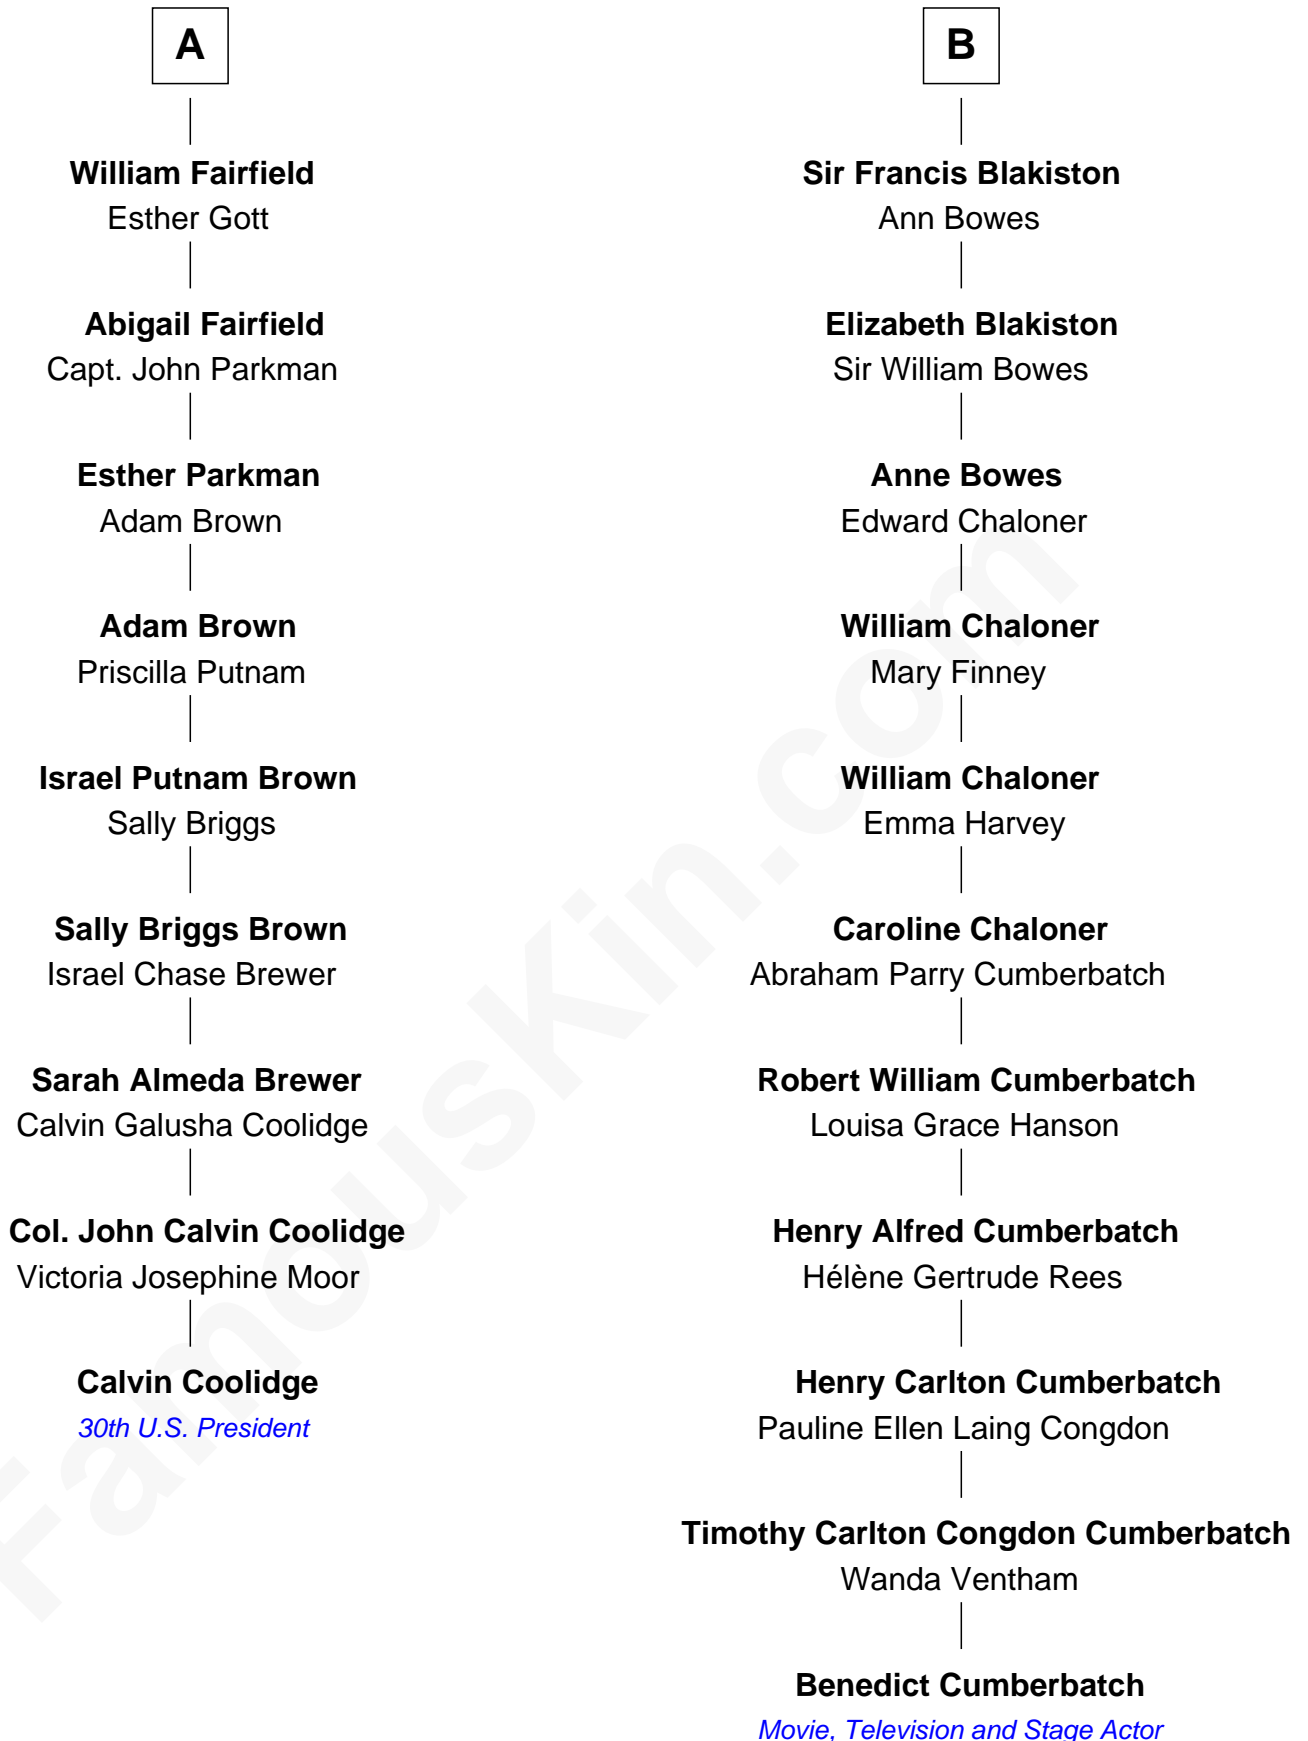 A
William Fairfield
Esther Gott
Abigail Fairfield
Capt. John Parkman
Esther Parkman
Adam Brown
Adam Brown
Priscilla Putnam
Israel Putnam Brown
Sally Briggs
Sally Briggs Brown
Israel Chase Brewer
Sarah Almeda Brewer
Calvin Galusha Coolidge
Col. John Calvin Coolidge
Victoria Josephine Moor
Calvin Coolidge
30th U.S. President
B
Sir Francis Blakiston
Ann Bowes
Elizabeth Blakiston
Sir William Bowes
Anne Bowes
Edward Chaloner
William Chaloner
Mary Finney
William Chaloner
Emma Harvey
Caroline Chaloner
Abraham Parry Cumberbatch
Robert William Cumberbatch
Louisa Grace Hanson
Henry Alfred Cumberbatch
Hélène Gertrude Rees
Henry Carlton Cumberbatch
Pauline Ellen Laing Congdon
Timothy Carlton Congdon Cumberbatch
Wanda Ventham
Benedict Cumberbatch
Movie, Television and Stage Actor
FamousKin.com